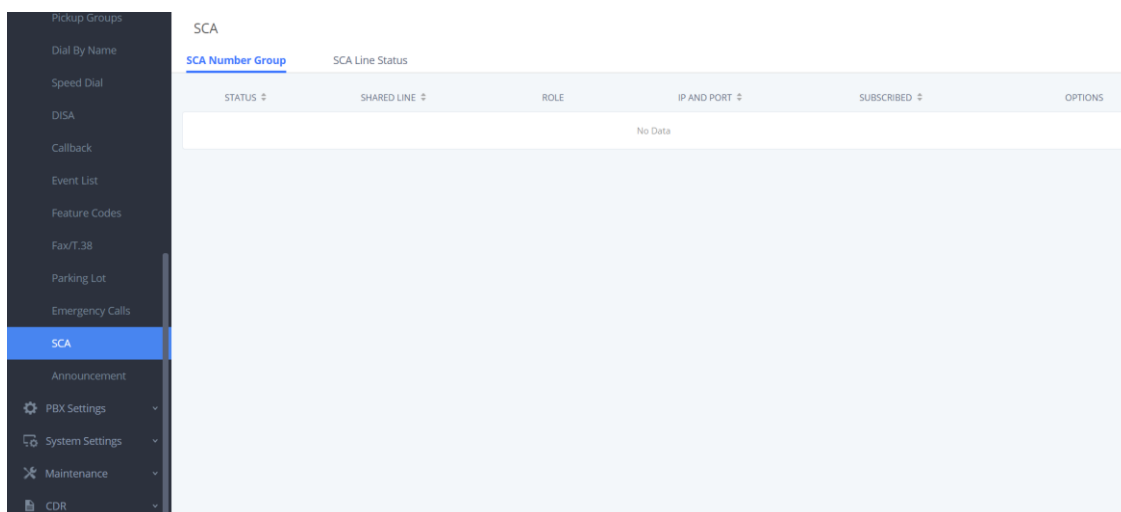 Pickup Groups
Dial By Name
Speed Dial
DISA
Callback
Event List
Feature Codes
Fax/T.38
Parking Lot
Emergency Calls
SCA
Announcement
PBX Settings
System Settings
Maintenance
CDR
SCA
SCA Number Group SCA Line Status
STATUS SHARED LINE ROLE IP AND PORT SUBSCRIBED OPTIONS
No Data